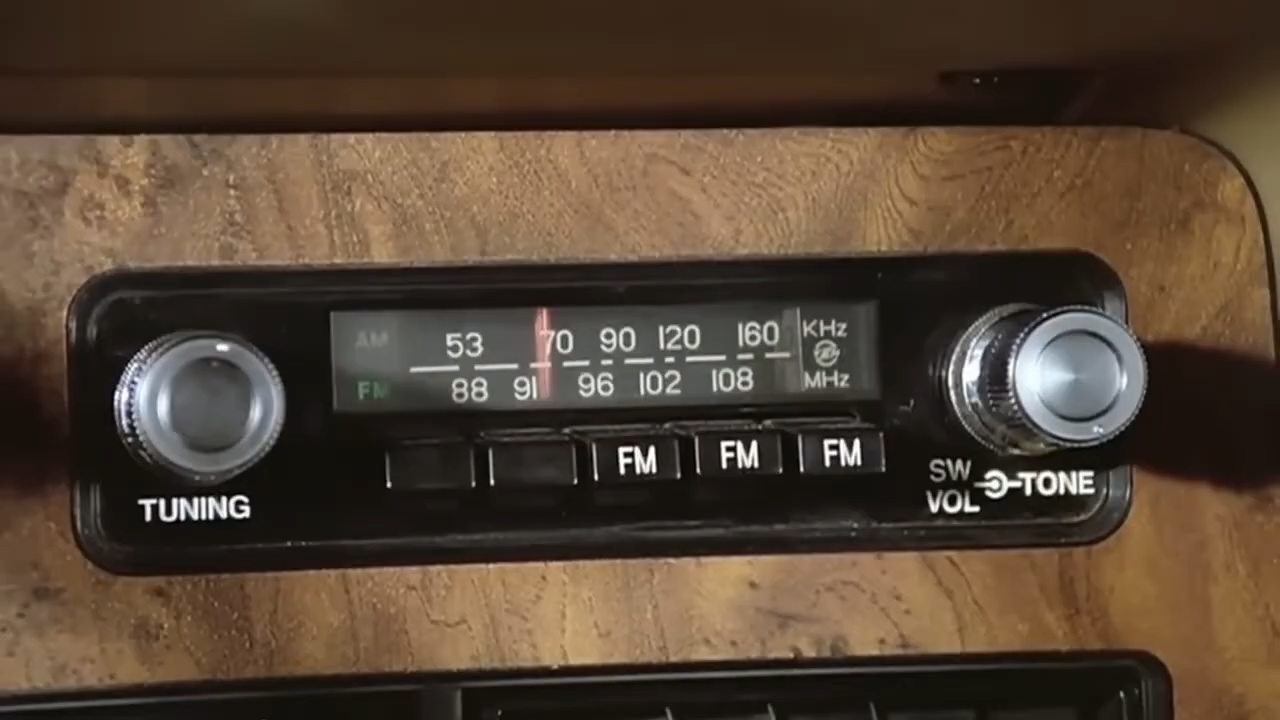 AM 53 70 90 120 160 KHz
FM 88 91 96 102 108 MHz
FM FM FM
TUNING
SW
VOL TONE